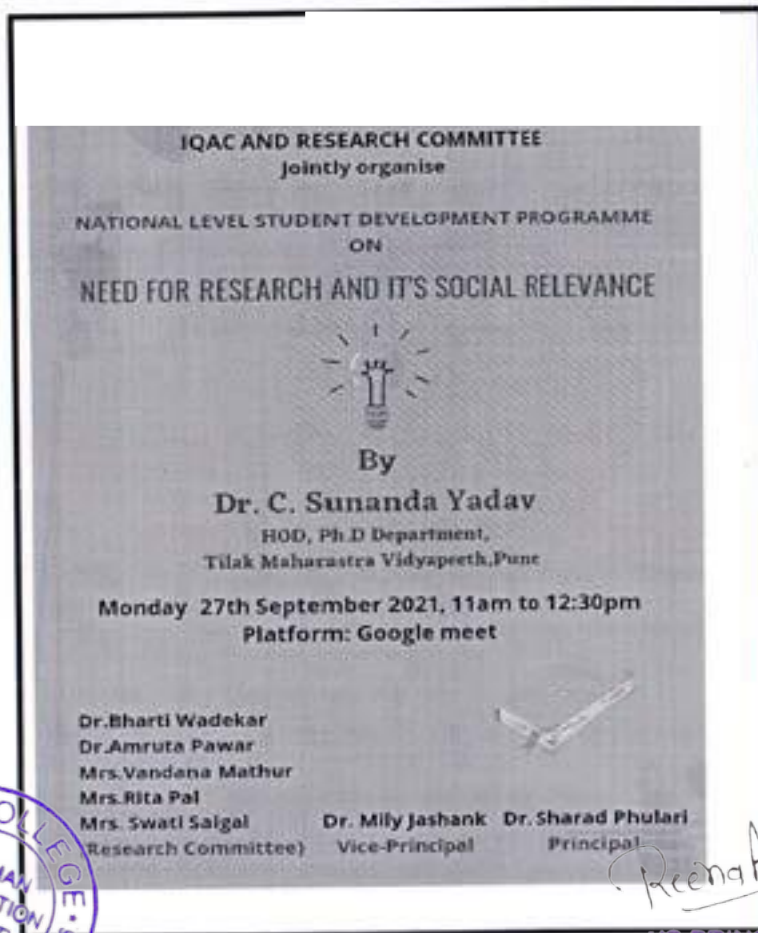 IQAC AND RESEARCH COMMITTEE
Jointly organise
NATIONAL LEVEL STUDENT DEVELOPMENT PROGRAMME
ON
NEED FOR RESEARCH AND IT'S SOCIAL RELEVANCE
By
Dr. C. Sunanda Yadav
HOD, Ph.D Department,
Tilak Maharastra Vidyapeeth,Pune
Monday 27th September 2021, 11am to 12:30pm
Platform: Google meet
Dr.Bharti Wadekar
Dr.Amruta Pawar
Mrs.Vandana Mathur
Mrs.Rita Pal
Mrs. Swati Saigal
(Research Committee)
Dr. Mily Jashank
Vice-Principal
Dr. Sharad Phulari
Principal